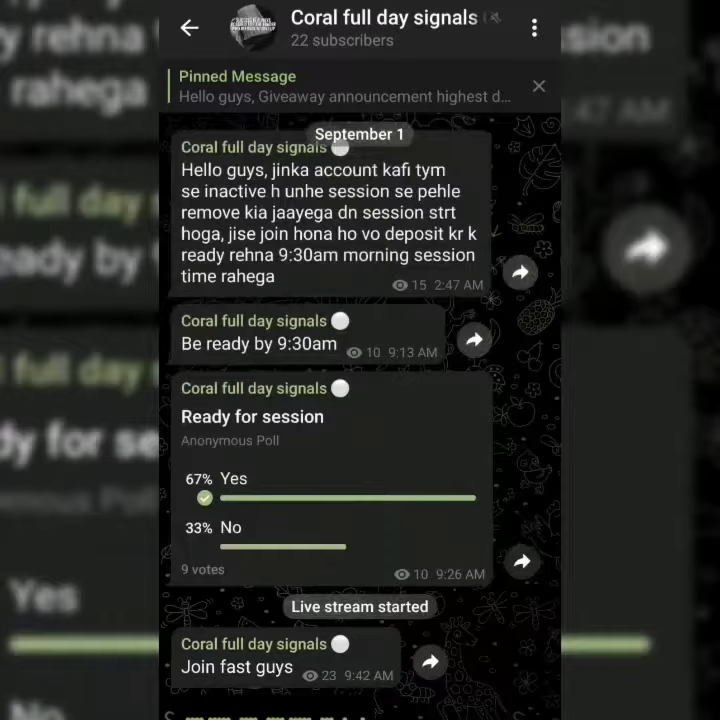 Coral full day signals
22 subscribers
Pinned Message
Hello guys, Giveaway announcement highest d...
September 1
Coral full day signals
Hello guys, jinka account kafi tym
se inactive h unhe session se pehle
remove kia jaayega dn session strt
hoga, jise join hona ho vo deposit kr k
ready rehna 9:30am morning session
time rahega
15 2:47 AM
Coral full day signals
Be ready by 9:30am
10 9:13 AM
Coral full day signals
Ready for session
Anonymous Poll
67% Yes
33% No
9 votes
10 9:26 AM
Live stream started
Coral full day signals
Join fast guys
23 9:42 AM